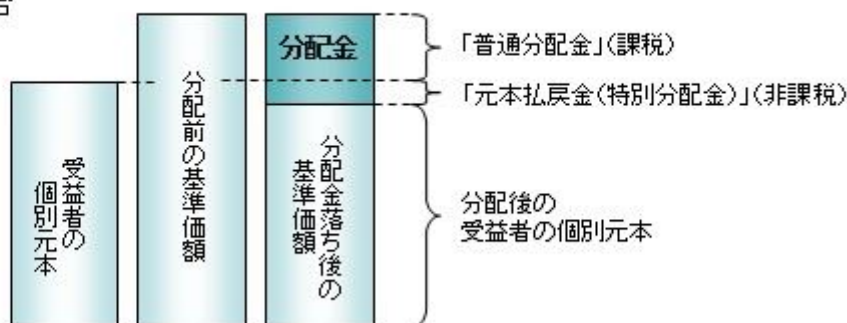 受益者の
個別元本
分配前の基準価額
分配金
分配金落ち後の
基準価額
「普通分配金」(課税)
「元本払戻金(特別分配金)」(非課税)
分配後の
受益者の個別元本